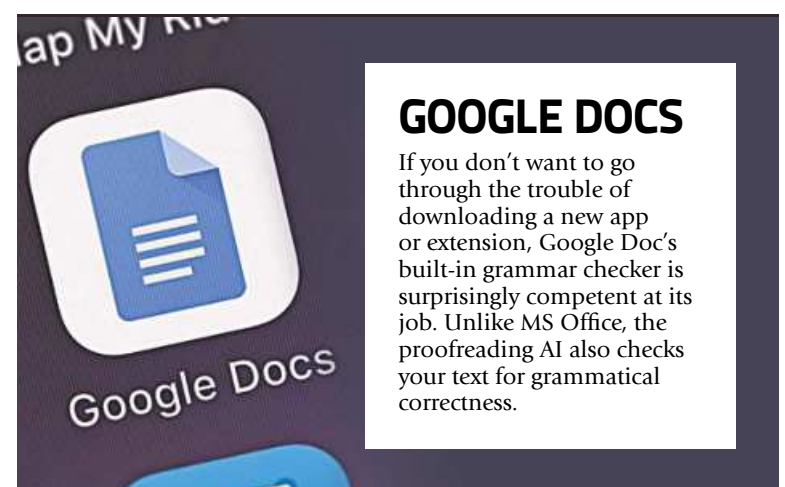 My
Google Docs
GOOGLE DOCS
If you don’t want to go
through the trouble of
downloading a new app
or extension, Google Doc’s
built-in grammar checker is
surprisingly competent at its
job. Unlike MS Office, the
proofreading AI also checks
your text for grammatical
correctness.